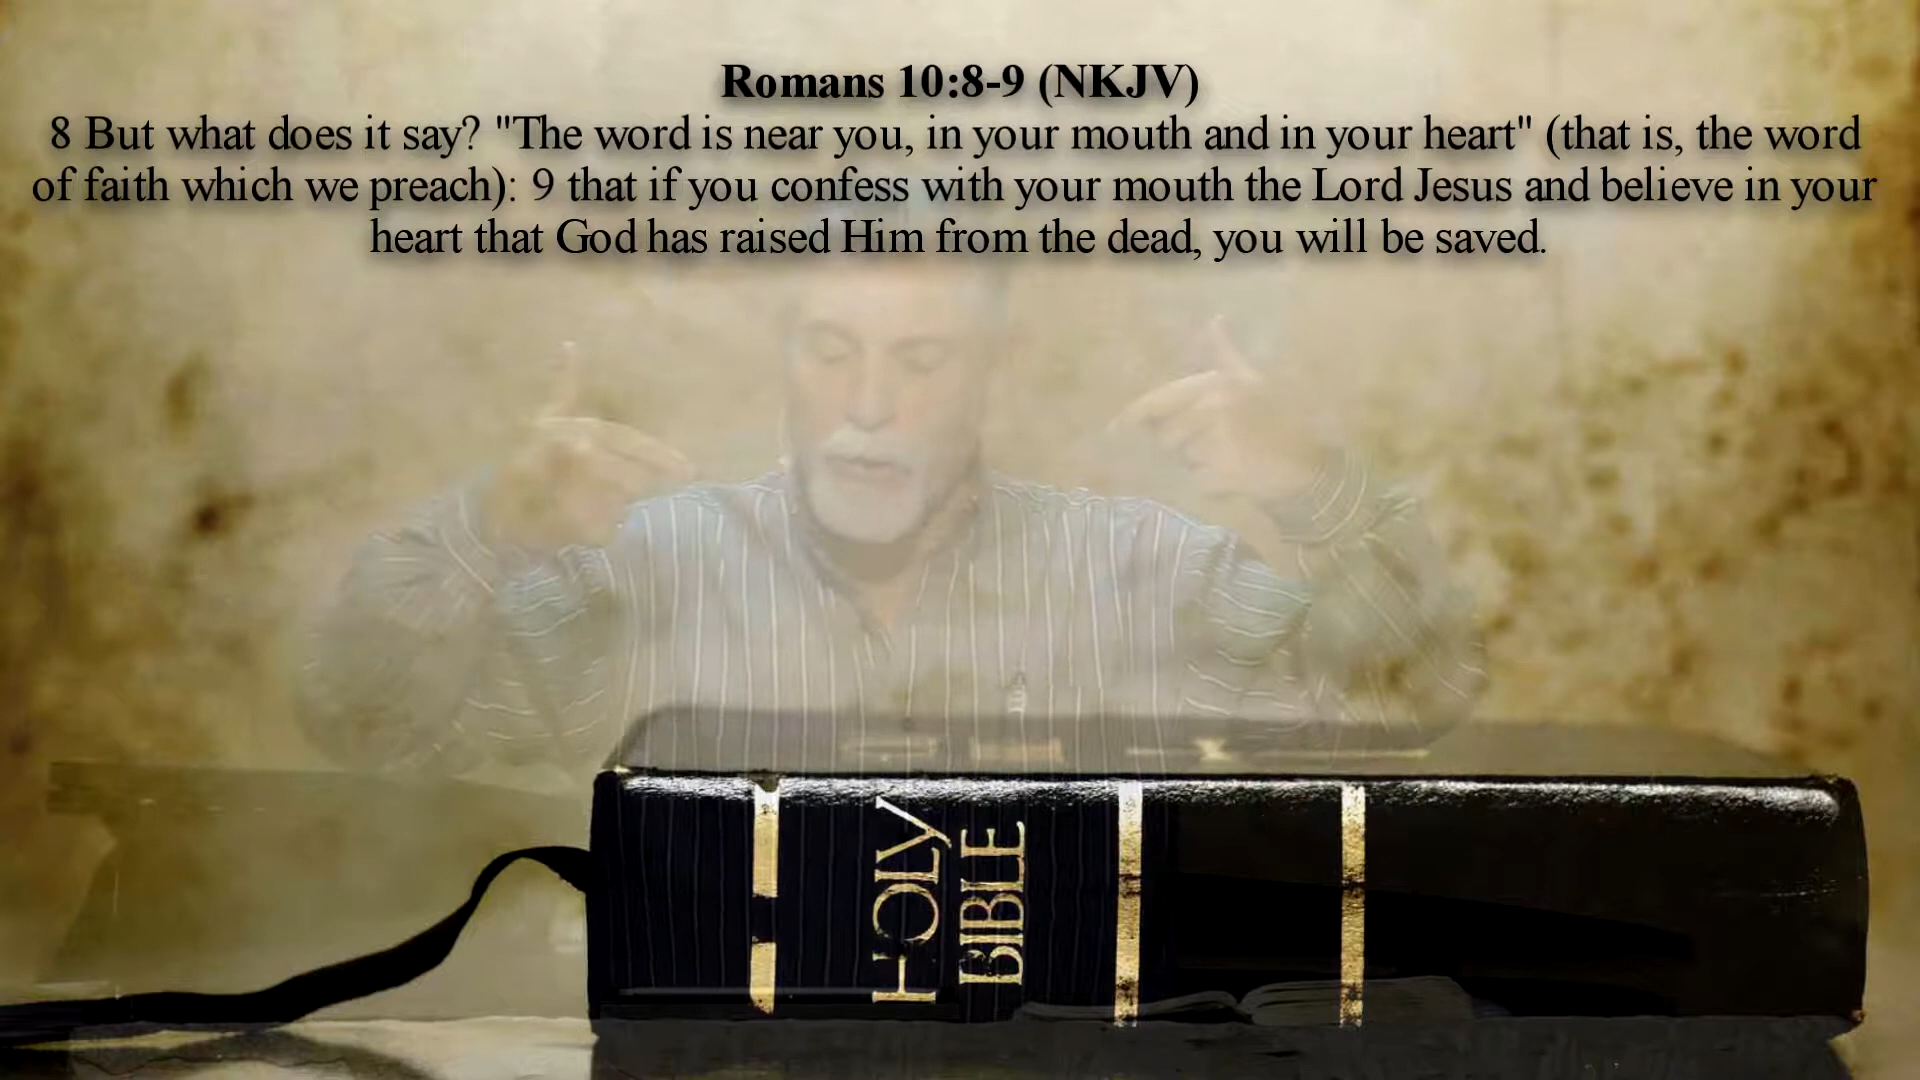 Romans 10:8-9 (NKJV)
8 But what does it say? "The word is near you, in your mouth and in your heart" (that is, the word
of faith which we preach): 9 that if you confess with your mouth the Lord Jesus and believe in your
heart that God has raised Him from the dead, you will be saved.
HOLY
BIBLE